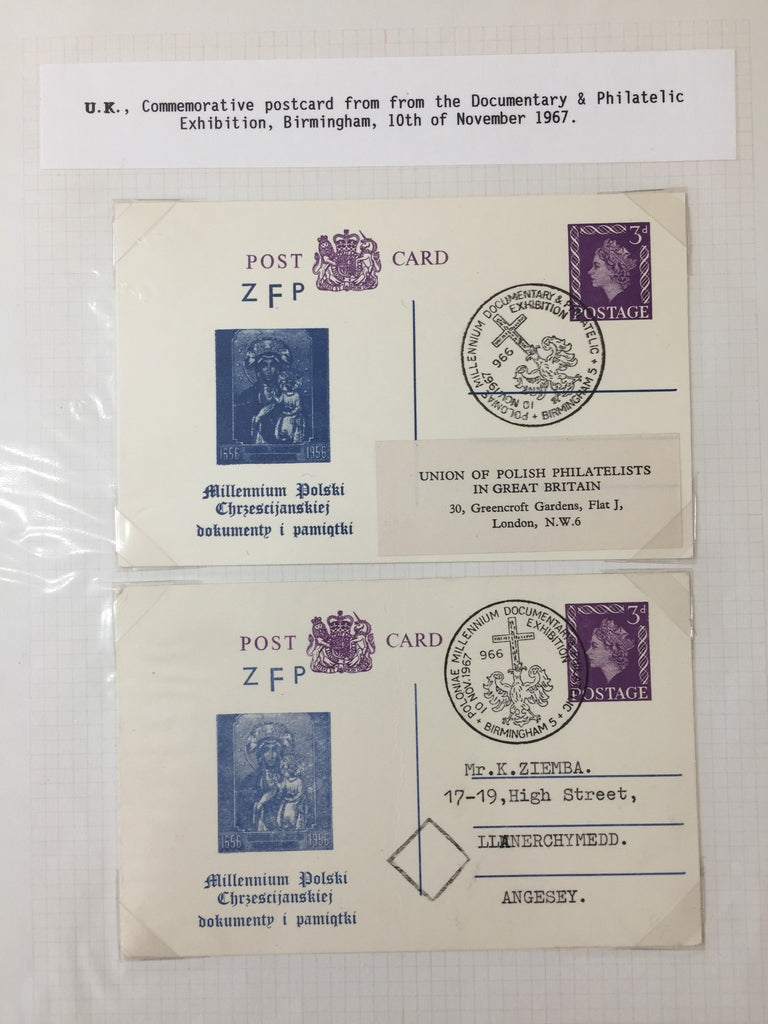 U.K., Commemorative postcard from from the Documentary & Philatelic
Exhibition, Birmingham, 10th of November 1967.
POST CARD
ZFP
3d
POSTAGE
POLONIAE MILLENNIUM DOCUMENTARY & PHILATELIC
EXHIBITION
966
10 NOV.1967
+ BIRMINGHAM 5 +
1656 1956
Millennium Polski
Chrzescijanskiej
dokumenty i pamiątki
UNION OF POLISH PHILATELISTS
IN GREAT BRITAIN
30, Greencroft Gardens, Flat J,
London, N.W.6
POST CARD
ZFP
3d
POSTAGE
POLONIAE MILLENNIUM DOCUMENTARY & PHILATELIC
EXHIBITION
966
10 NOV.1967
+ BIRMINGHAM 5 +
1656 1956
Millennium Polski
Chrzescijanskiej
dokumenty i pamiątki
Mr.K.ZIEMBA.
17-19,High Street,
LLANERCHYMEDD.
ANGESEY.